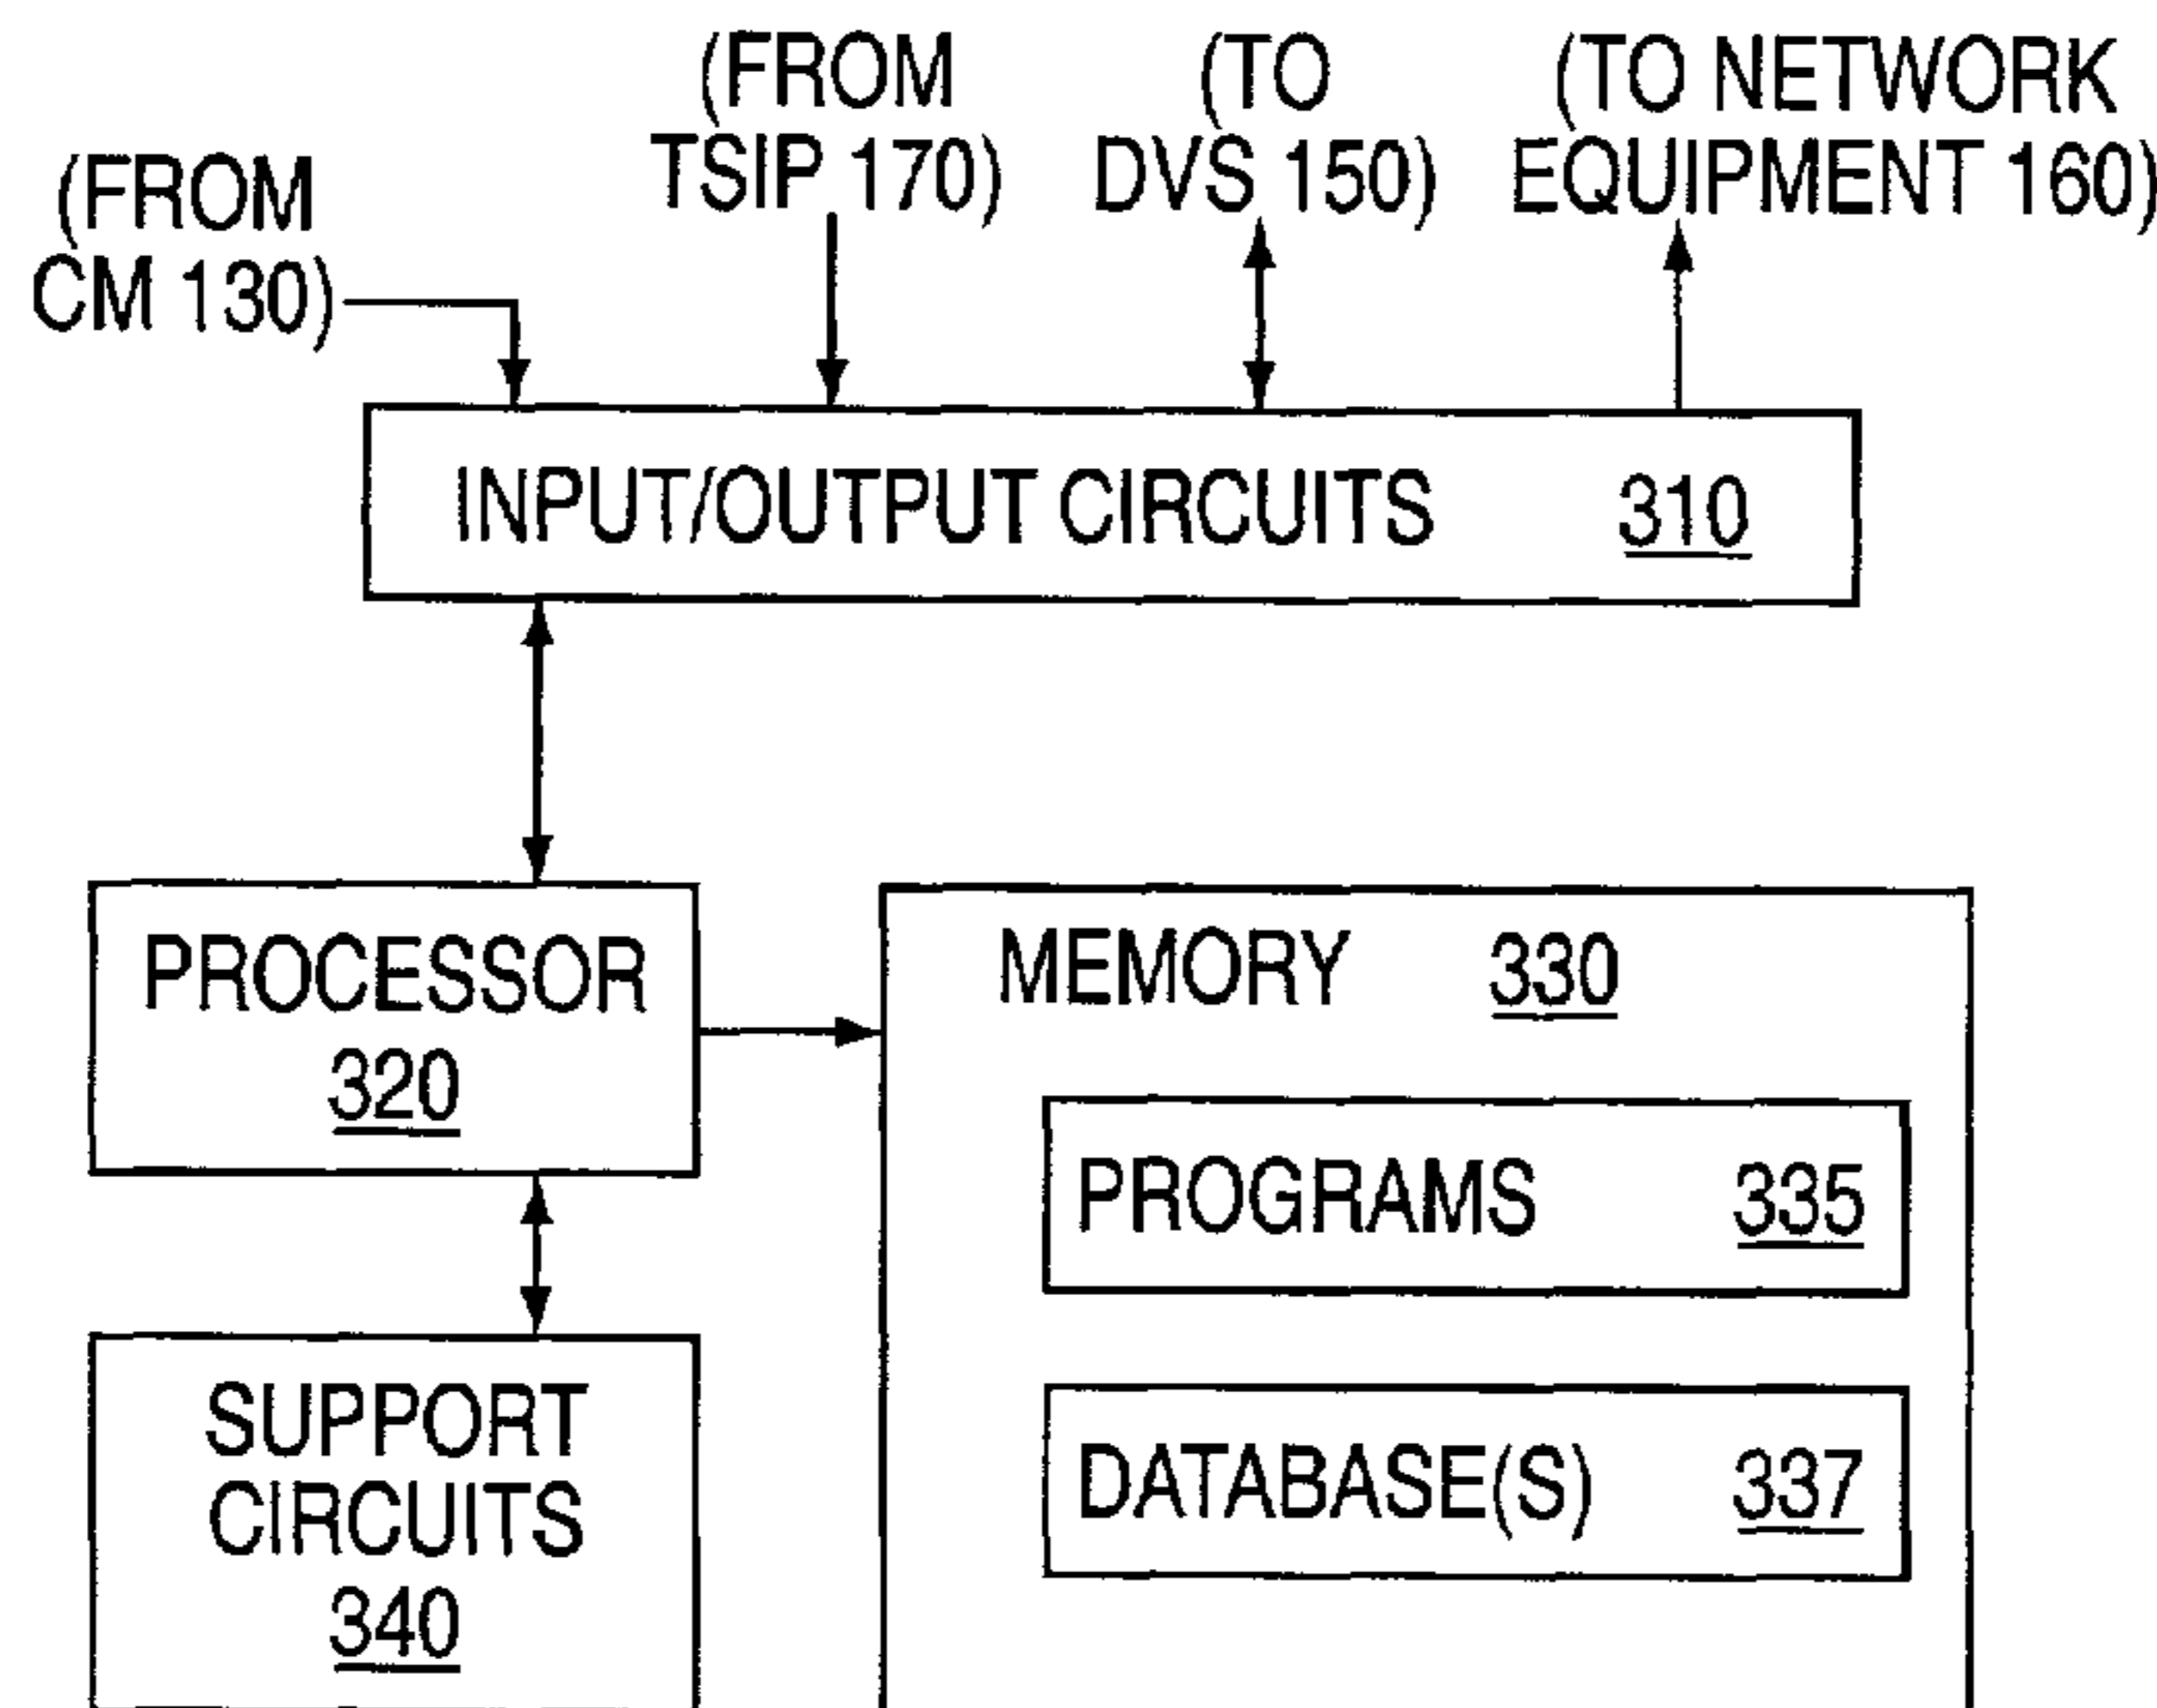 (FROM
CM 130)
(FROM
TSIP 170)
(TO
DVS 150)
(TO NETWORK
EQUIPMENT 160)
INPUT/OUTPUT CIRCUITS 310
PROCESSOR
320
MEMORY 330
PROGRAMS 335
DATABASE(S) 337
SUPPORT
CIRCUITS
340